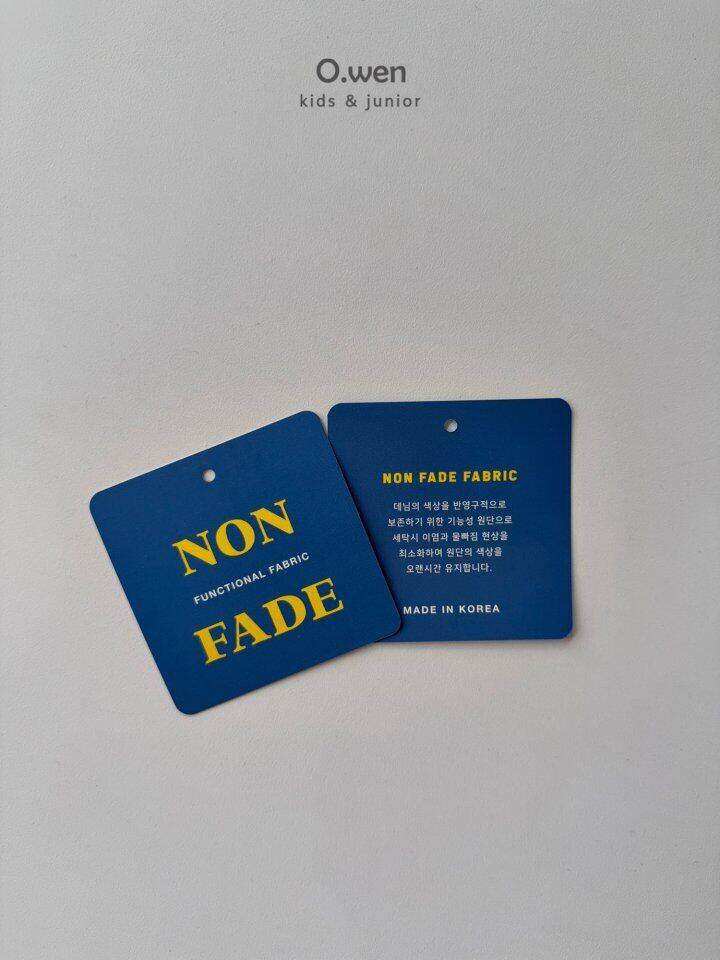 O.wen
kids & junior
NON
FUNCTIONAL FABRIC
FADE
NON FADE FABRIC
데님의 색상을 반영구적으로
보존하기 위한 기능성 원단으로
세탁시 이염과 물빠짐 현상을
최소화하여 원단의 색상을
오랜시간 유지합니다.
MADE IN KOREA